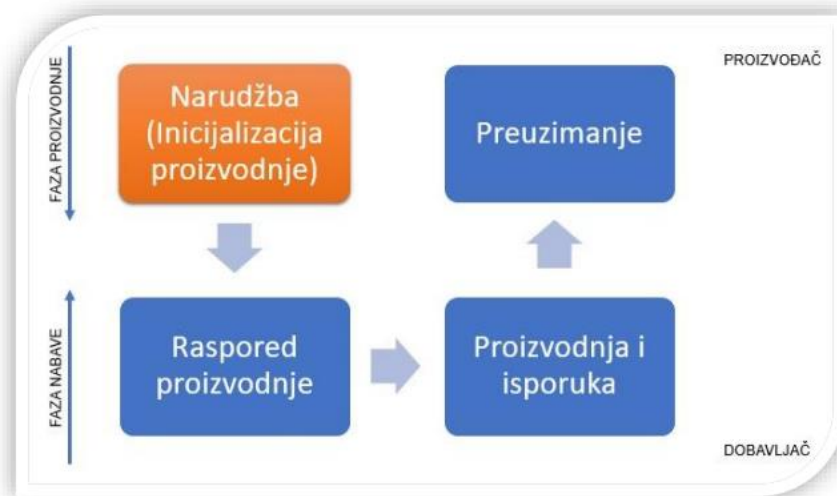 FAZA PROIZVODNJE
Narudžba
(Inicijalizacija
proizvodnje)
Preuzimanje
PROIZVOĐAČ
FAZA NABAVE
Raspored
proizvodnje
Proizvodnja i
isporuka
DOBAVLJAČ